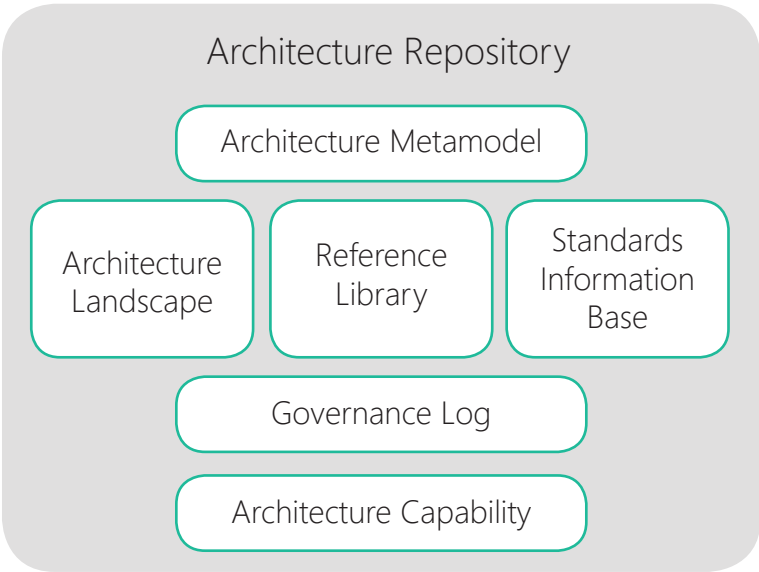 Architecture Repository
Architecture Metamodel
Architecture
Landscape
Reference
Library
Standards
Information
Base
Governance Log
Architecture Capability